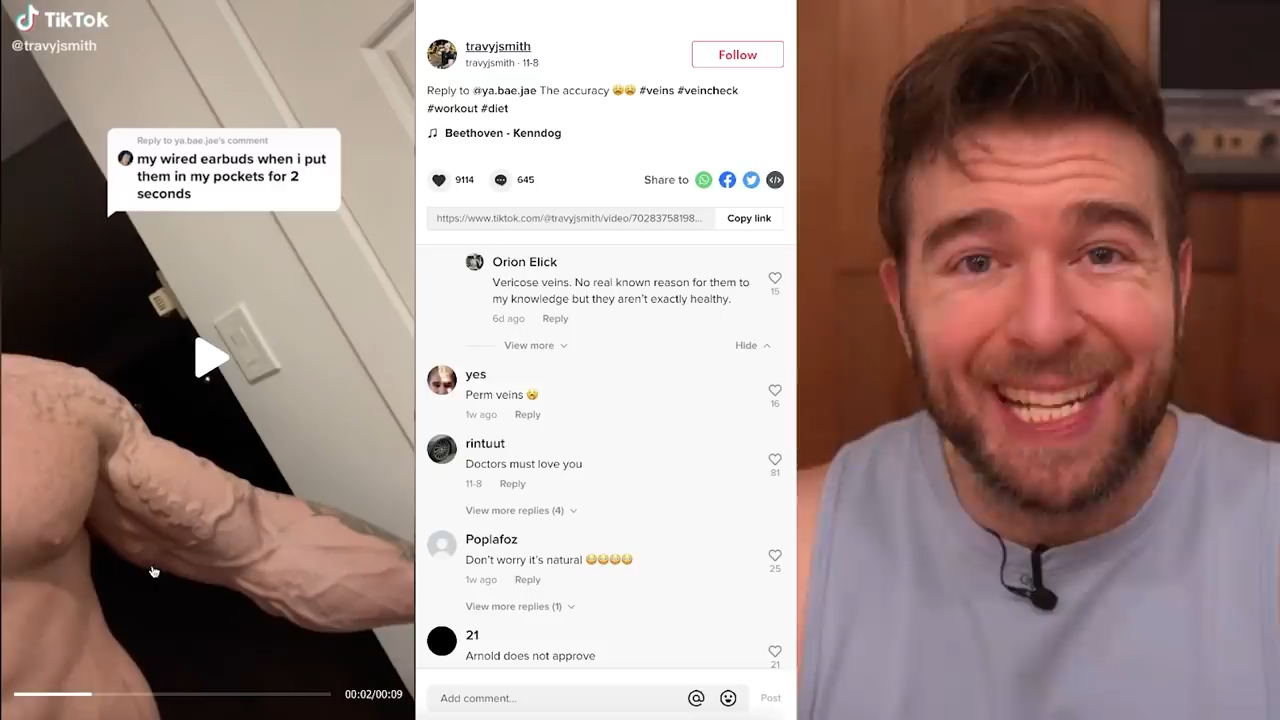 TikTok
@travyjsmith
Reply to ya.bae.jae's comment
my wired earbuds when i put
them in my pockets for 2
seconds
00:02/00:09
travyjsmith
travyjsmith · 11-8
Follow
Reply to @ya.bae.jae The accuracy 😩😩 #veins #veincheck
#workout #diet
♫ Beethoven - Kenndog
9114
645
Share to
https://www.tiktok.com/@travyjsmith/video/70283758198...
Copy link
Orion Elick
Vericose veins. No real known reason for them to
my knowledge but they aren't exactly healthy.
15
6d ago Reply
View more
Hide
yes
Perm veins 😩
16
1w ago Reply
rintuut
Doctors must love you
81
11-8 Reply
View more replies (4)
Poplafoz
Don't worry it's natural 😳😳😳😳
25
1w ago Reply
View more replies (1)
21
Arnold does not approve
21
Add comment...
@
Post